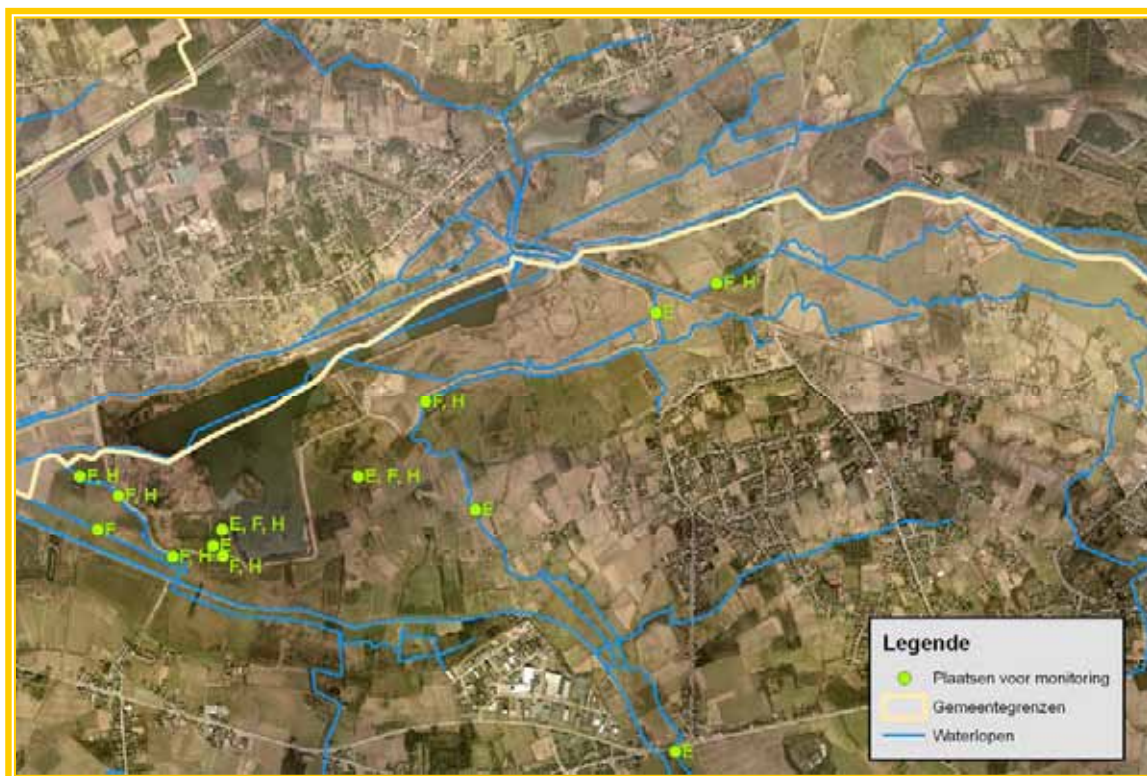 F, H
E
F, H
E, F, H
F, H
F, H
E
F
E, F, H
E
F, H
F, H
E
Legende
Plaatsen voor monitoring
Gemeentegrenzen
Waterlopen